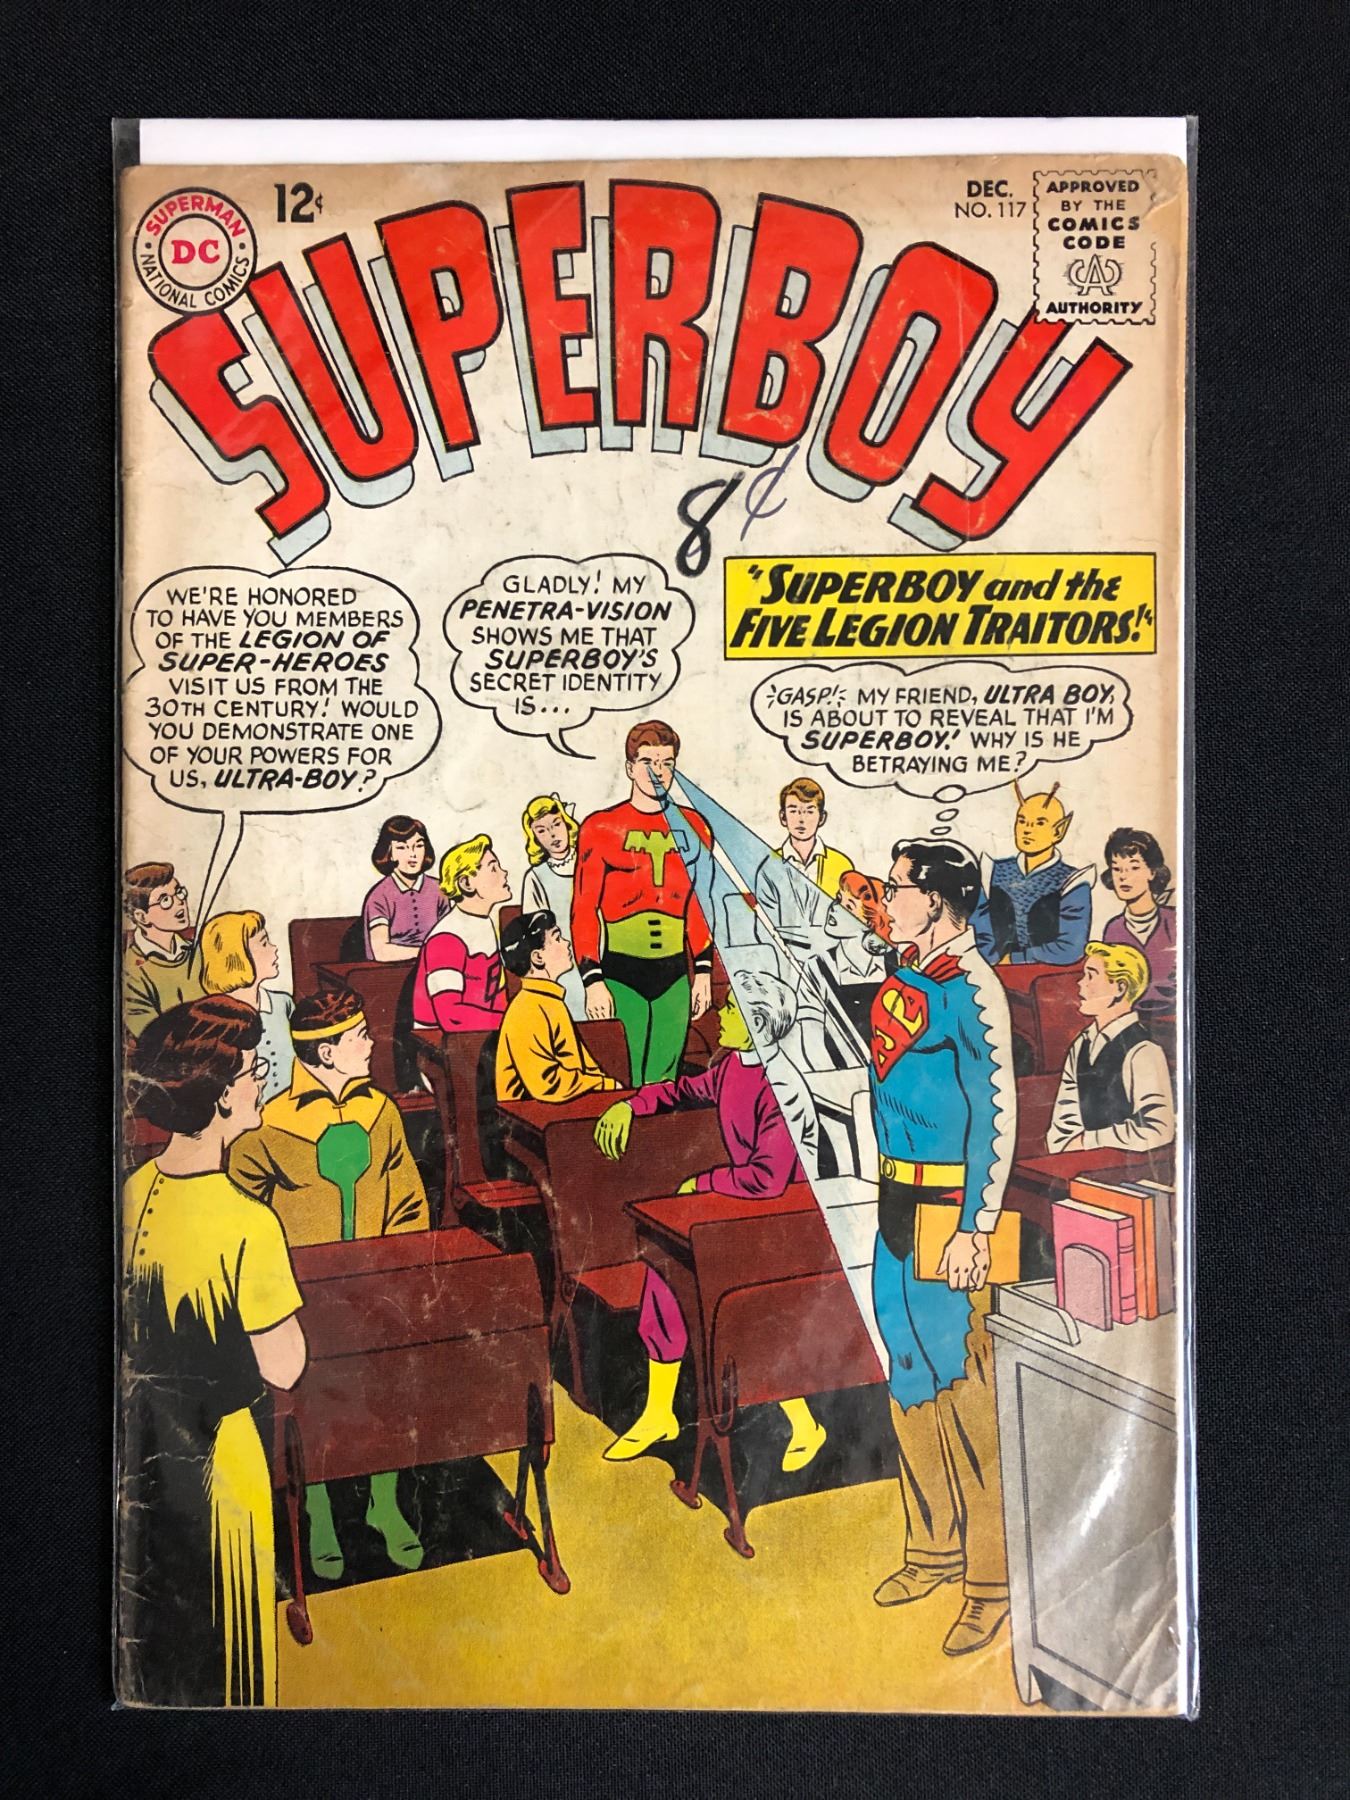 SUPERMAN
DC
NATIONAL COMICS
12¢
DEC.
NO. 117
APPROVED
BY THE
COMICS
CODE
CA
AUTHORITY
SUPERBOY
8¢
"SUPERBOY and the
FIVE LEGION TRAITORS!"
WE'RE HONORED
TO HAVE YOU MEMBERS
OF THE LEGION OF
SUPER-HEROES
VISIT US FROM THE
30TH CENTURY! WOULD
YOU DEMONSTRATE ONE
OF YOUR POWERS FOR
US, ULTRA-BOY?
GLADLY! MY
PENETRA-VISION
SHOWS ME THAT
SUPERBOY'S
SECRET IDENTITY
IS...
GASP! MY FRIEND, ULTRA BOY,
IS ABOUT TO REVEAL THAT I'M
SUPERBOY! WHY IS HE
BETRAYING ME?
S